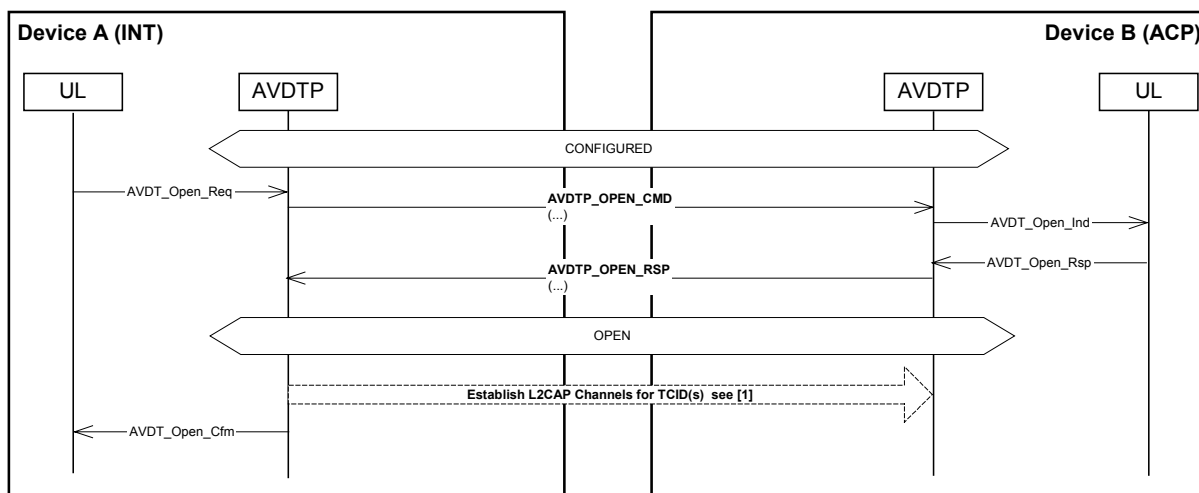 Device A (INT)
Device B (ACP)
UL
AVDTP
AVDTP
UL
CONFIGURED
AVDT_Open_Req
AVDTP_OPEN_CMD
(...)
AVDT_Open_Ind
AVDT_Open_Rsp
AVDTP_OPEN_RSP
(...)
OPEN
Establish L2CAP Channels for TCID(s) see [1]
AVDT_Open_Cfm